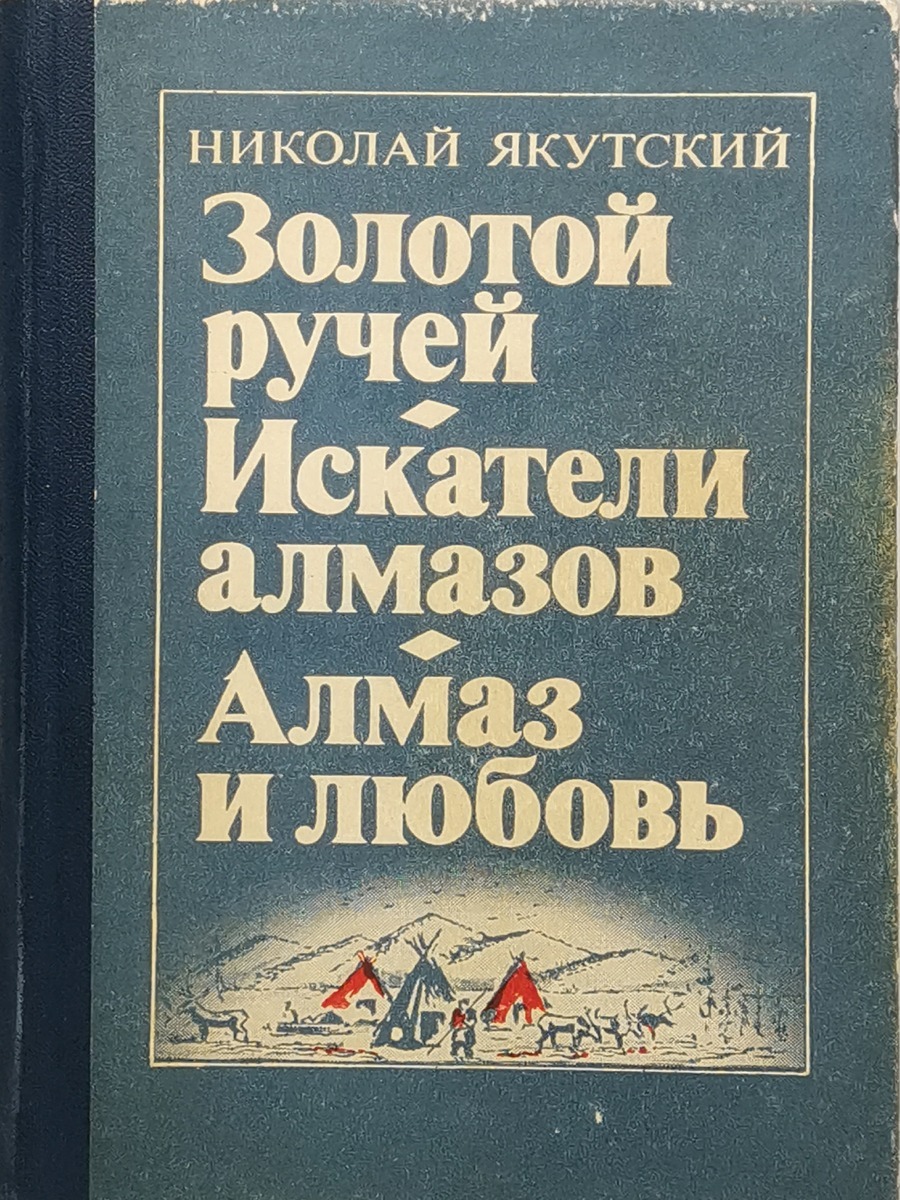 НИКОЛАЙ ЯКУТСКИЙ
Золотой
ручей
Искатели
алмазов
Алмаз
и любовь